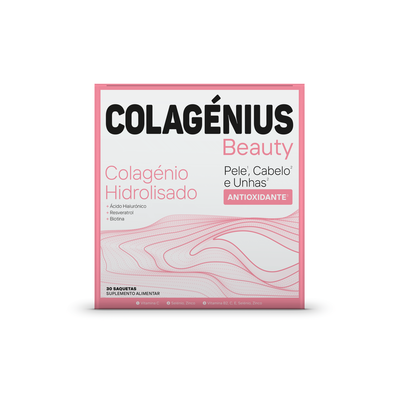 COLAGÉNIUS
Beauty
Colagénio
Hidrolisado
+ Ácido Hialurónico
+ Resveratrol
+ Biotina
Pele, Cabelo
e Unhas
ANTIOXIDANTE
30 SAQUETAS
SUPLEMENTO ALIMENTAR